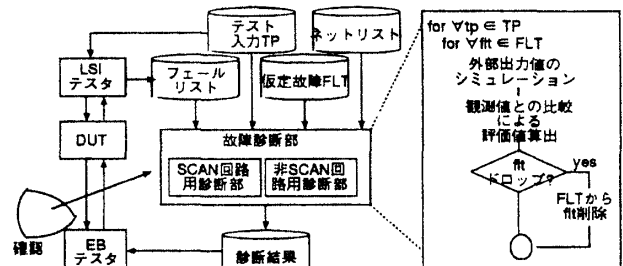 テスト
入力TP
ネットリスト
LSI
テスタ
フェール
リスト
仮定故障FLT
DUT
故障診断部
SCAN回路
用診断部
非SCAN回
路用診断部
確認
EB
テスタ
診断結果
for ∀tp ∈ TP
for ∀flt ∈ FLT
外部出力値の
シミュレーション
観測値との比較
による
評価値算出
flt
ドロップ?
yes
FLTから
flt削除